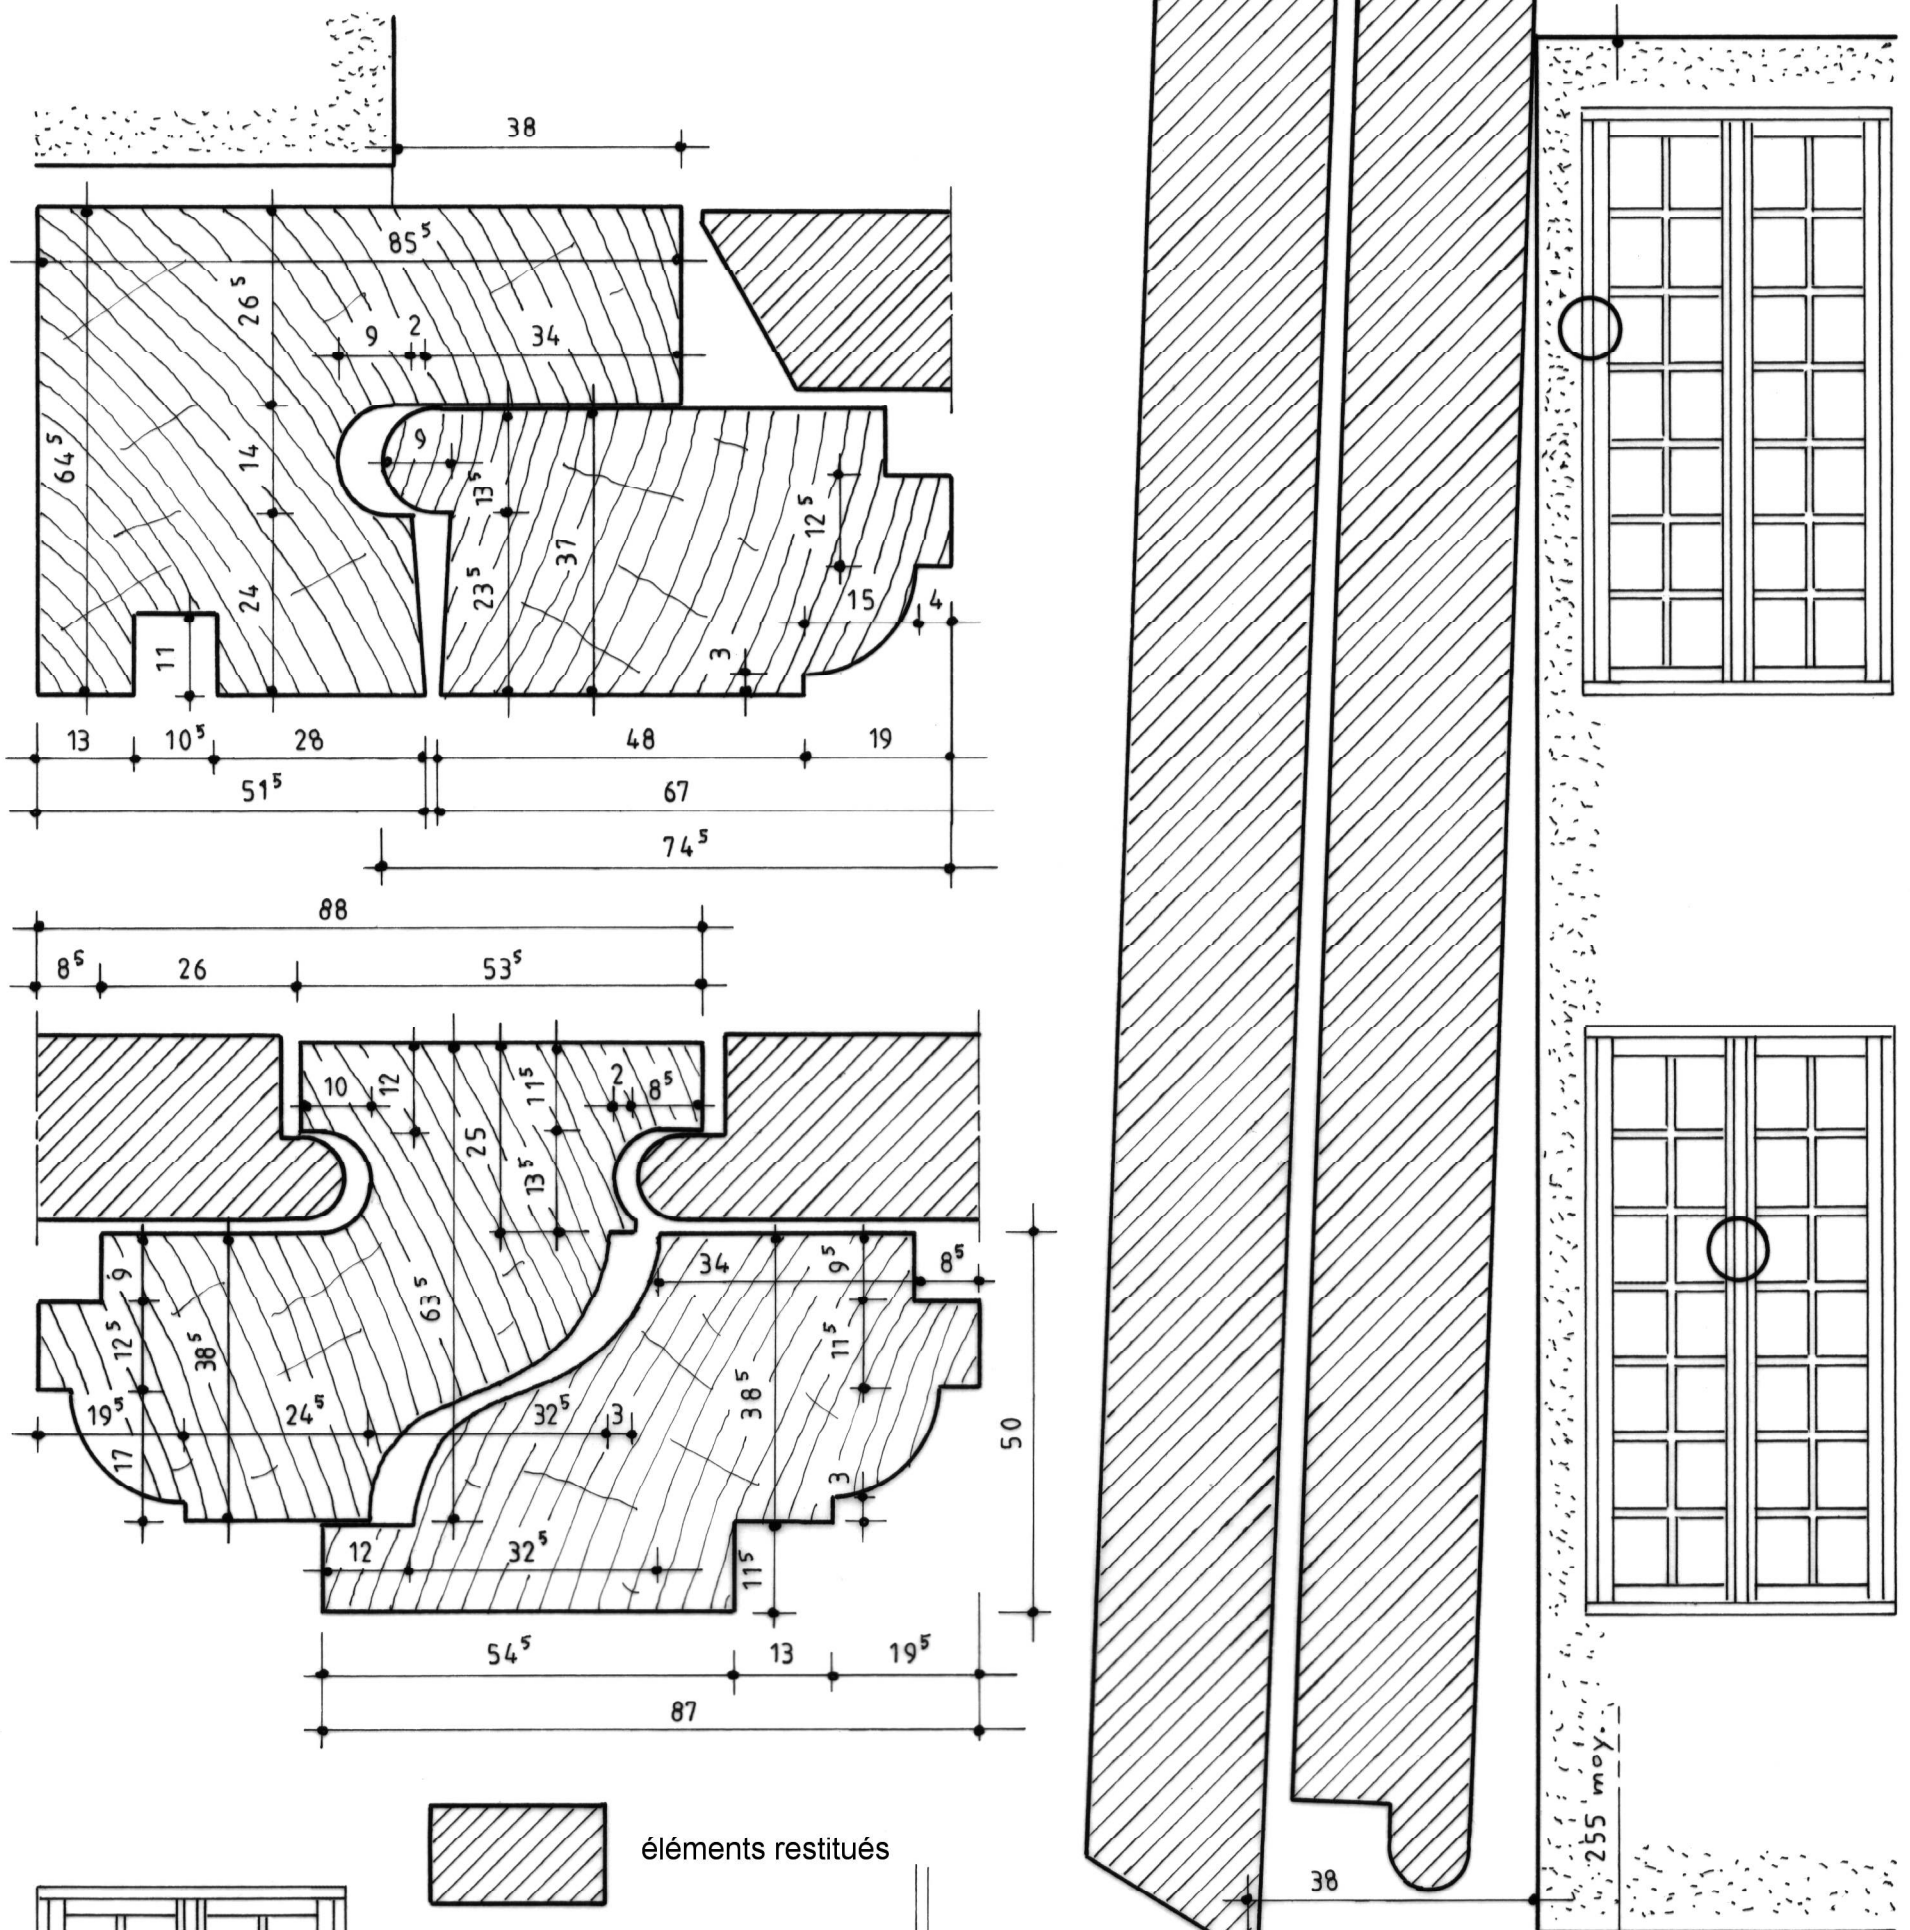 38
85⁵
26⁵
9 2 34
64⁵
14
9
13⁵
12⁵
37
24
23⁵
15 4
11
3
13 10⁵ 28 48 19
51⁵ 67
74⁵
88
8⁵ 26 53⁵
10 12 11⁵ 2 8⁵
25
13⁵
9 34 9⁵ 8⁵
63⁵
12⁵ 38⁵ 11⁵
38⁵
19⁵ 24⁵ 32⁵ 3
50
17
3
12 32⁵ 11⁵
54⁵ 13 19⁵
87
255 moy.
éléments restitués
38